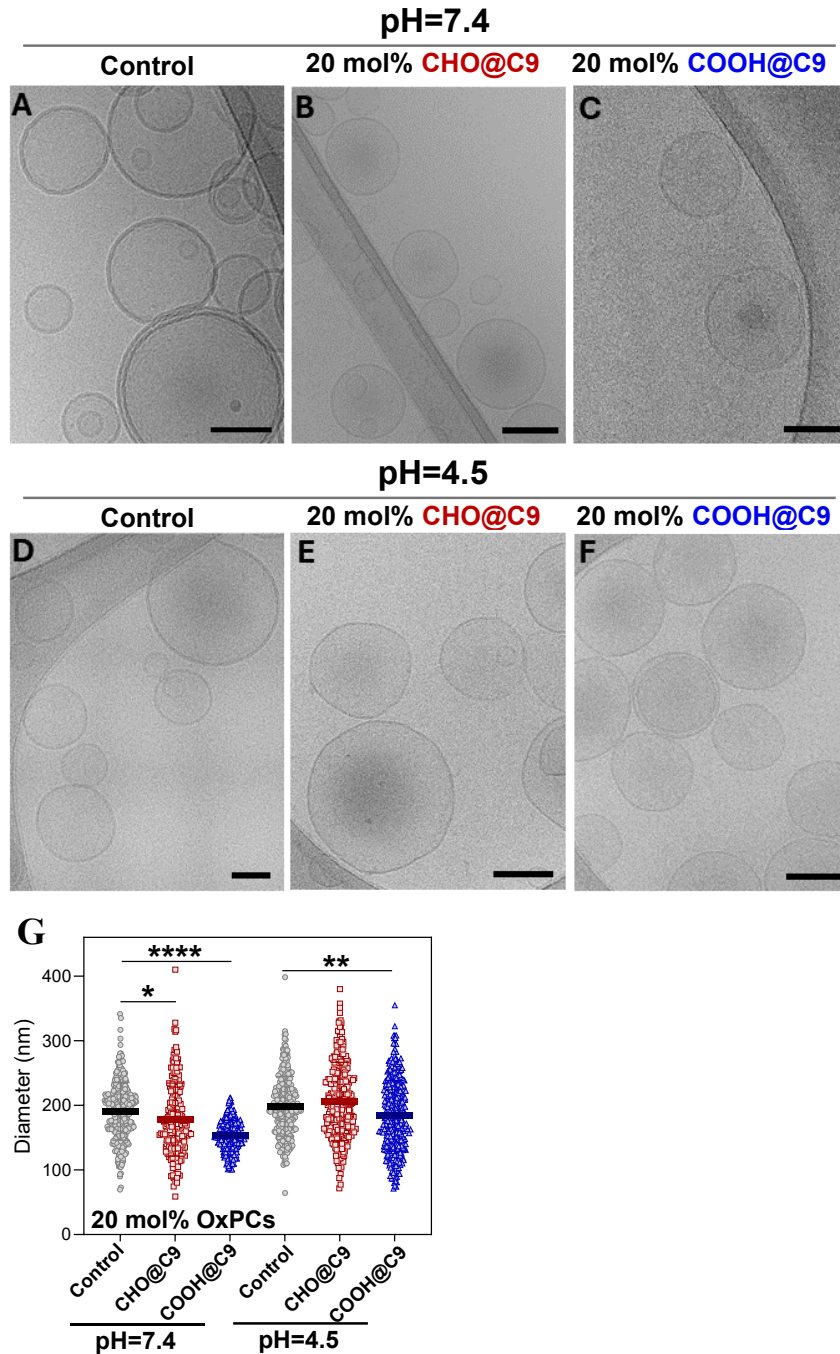 pH=7.4
Control
20 mol% CHO@C9
20 mol% COOH@C9
A
B
C
pH=4.5
Control
20 mol% CHO@C9
20 mol% COOH@C9
D
E
F
G
****
**
*
400
300
200
100
0
Diameter (nm)
20 mol% OxPCs
Control
CHO@C9
COOH@C9
Control
CHO@C9
COOH@C9
pH=7.4
pH=4.5